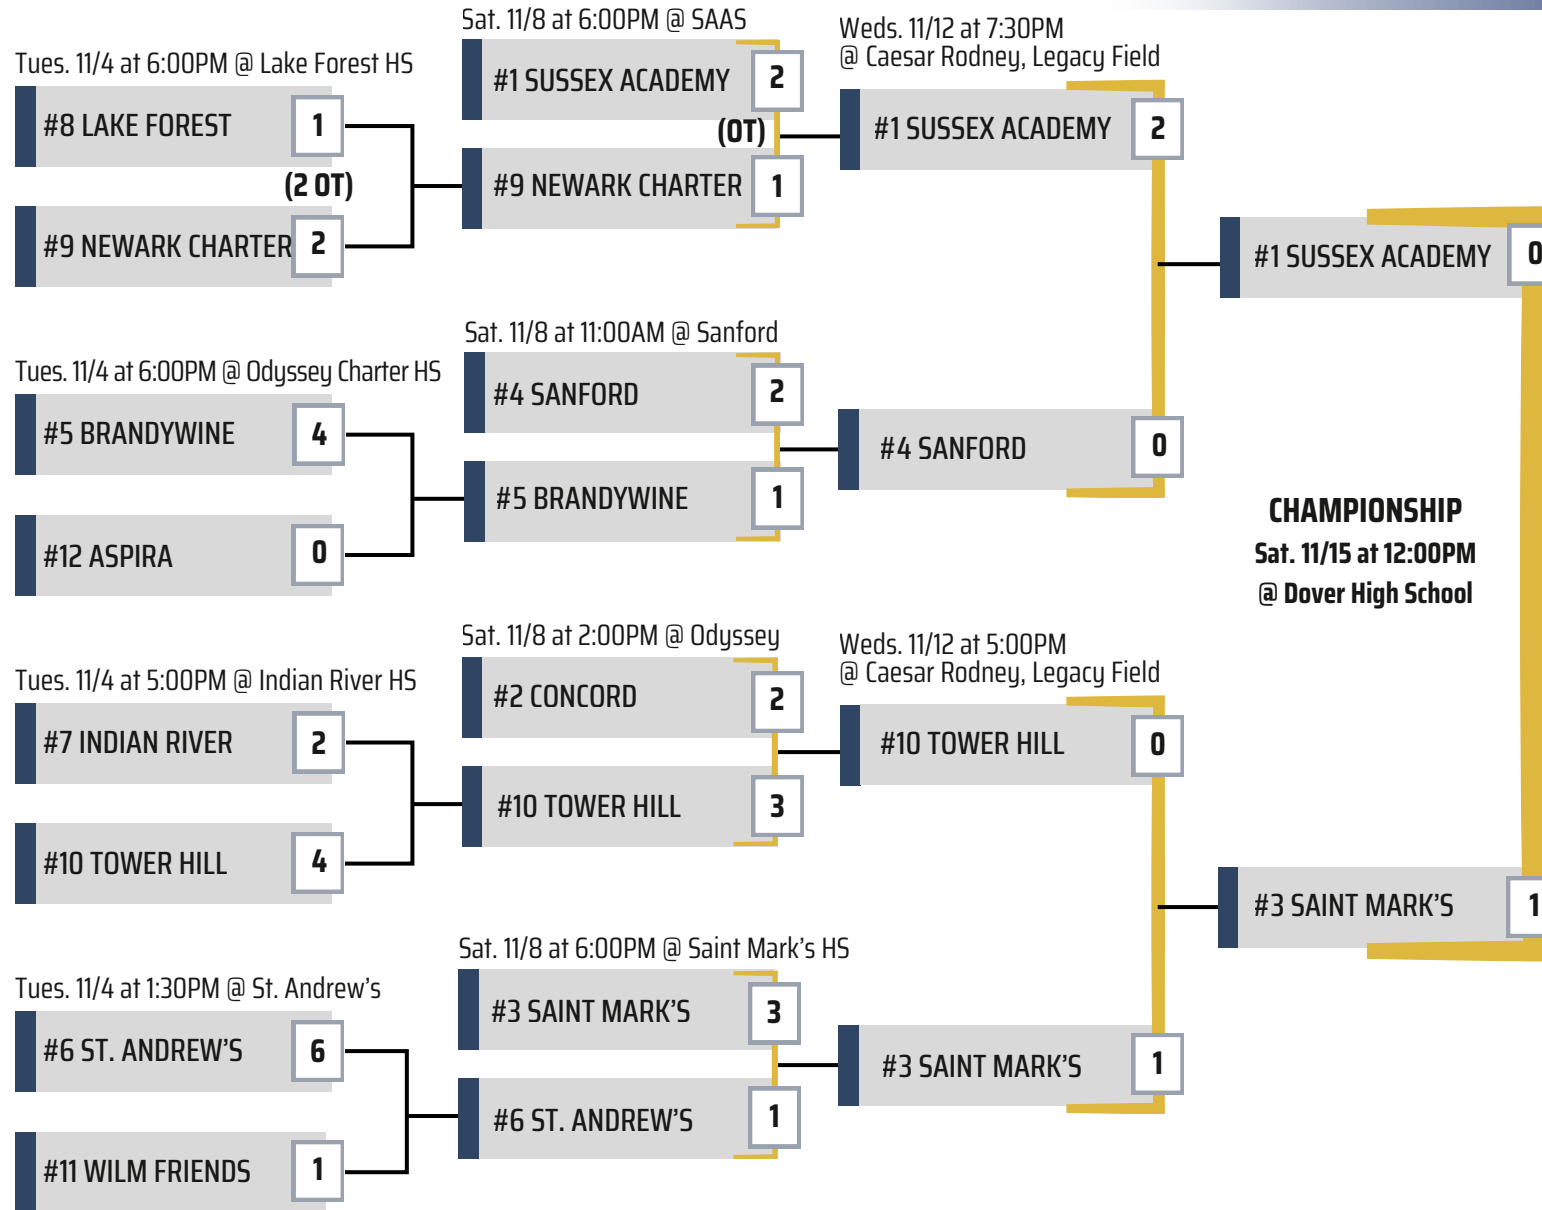 Tues. 11/4 at 6:00PM @ Lake Forest HS
#8 LAKE FOREST 1
(2 OT)
#9 NEWARK CHARTER 2
Tues. 11/4 at 6:00PM @ Odyssey Charter HS
#5 BRANDYWINE 4
#12 ASPIRA 0
Tues. 11/4 at 5:00PM @ Indian River HS
#7 INDIAN RIVER 2
#10 TOWER HILL 4
Tues. 11/4 at 1:30PM @ St. Andrew’s
#6 ST. ANDREW’S 6
#11 WILM FRIENDS 1
Sat. 11/8 at 6:00PM @ SAAS
#1 SUSSEX ACADEMY 2
(OT)
#9 NEWARK CHARTER 1
Sat. 11/8 at 11:00AM @ Sanford
#4 SANFORD 2
#5 BRANDYWINE 1
Sat. 11/8 at 2:00PM @ Odyssey
#2 CONCORD 2
#10 TOWER HILL 3
Sat. 11/8 at 6:00PM @ Saint Mark’s HS
#3 SAINT MARK’S 3
#6 ST. ANDREW’S 1
Weds. 11/12 at 7:30PM
@ Caesar Rodney, Legacy Field
#1 SUSSEX ACADEMY 2
#4 SANFORD 0
Weds. 11/12 at 5:00PM
@ Caesar Rodney, Legacy Field
#10 TOWER HILL 0
#3 SAINT MARK’S 1
#1 SUSSEX ACADEMY 0
CHAMPIONSHIP
Sat. 11/15 at 12:00PM
@ Dover High School
#3 SAINT MARK’S 1